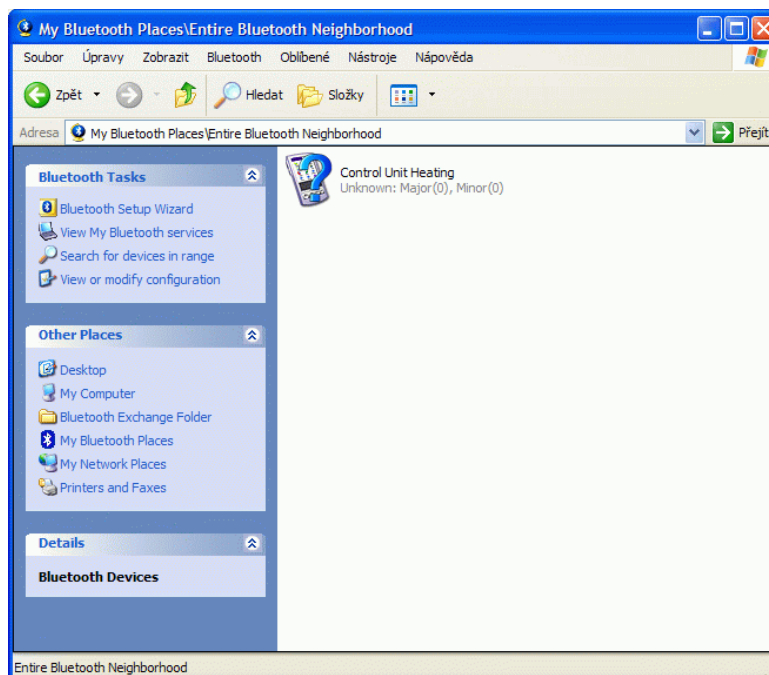 My Bluetooth Places\Entire Bluetooth Neighborhood
Soubor Úpravy Zobrazit Bluetooth Oblíbené Nástroje Nápověda
Zpět Hledat Složky
Adresa My Bluetooth Places\Entire Bluetooth Neighborhood Přejít
Bluetooth Tasks
Bluetooth Setup Wizard
View My Bluetooth services
Search for devices in range
View or modify configuration
Other Places
Desktop
My Computer
Bluetooth Exchange Folder
My Bluetooth Places
My Network Places
Printers and Faxes
Details
Bluetooth Devices
Control Unit Heating
Unknown: Major(0), Minor(0)
Entire Bluetooth Neighborhood